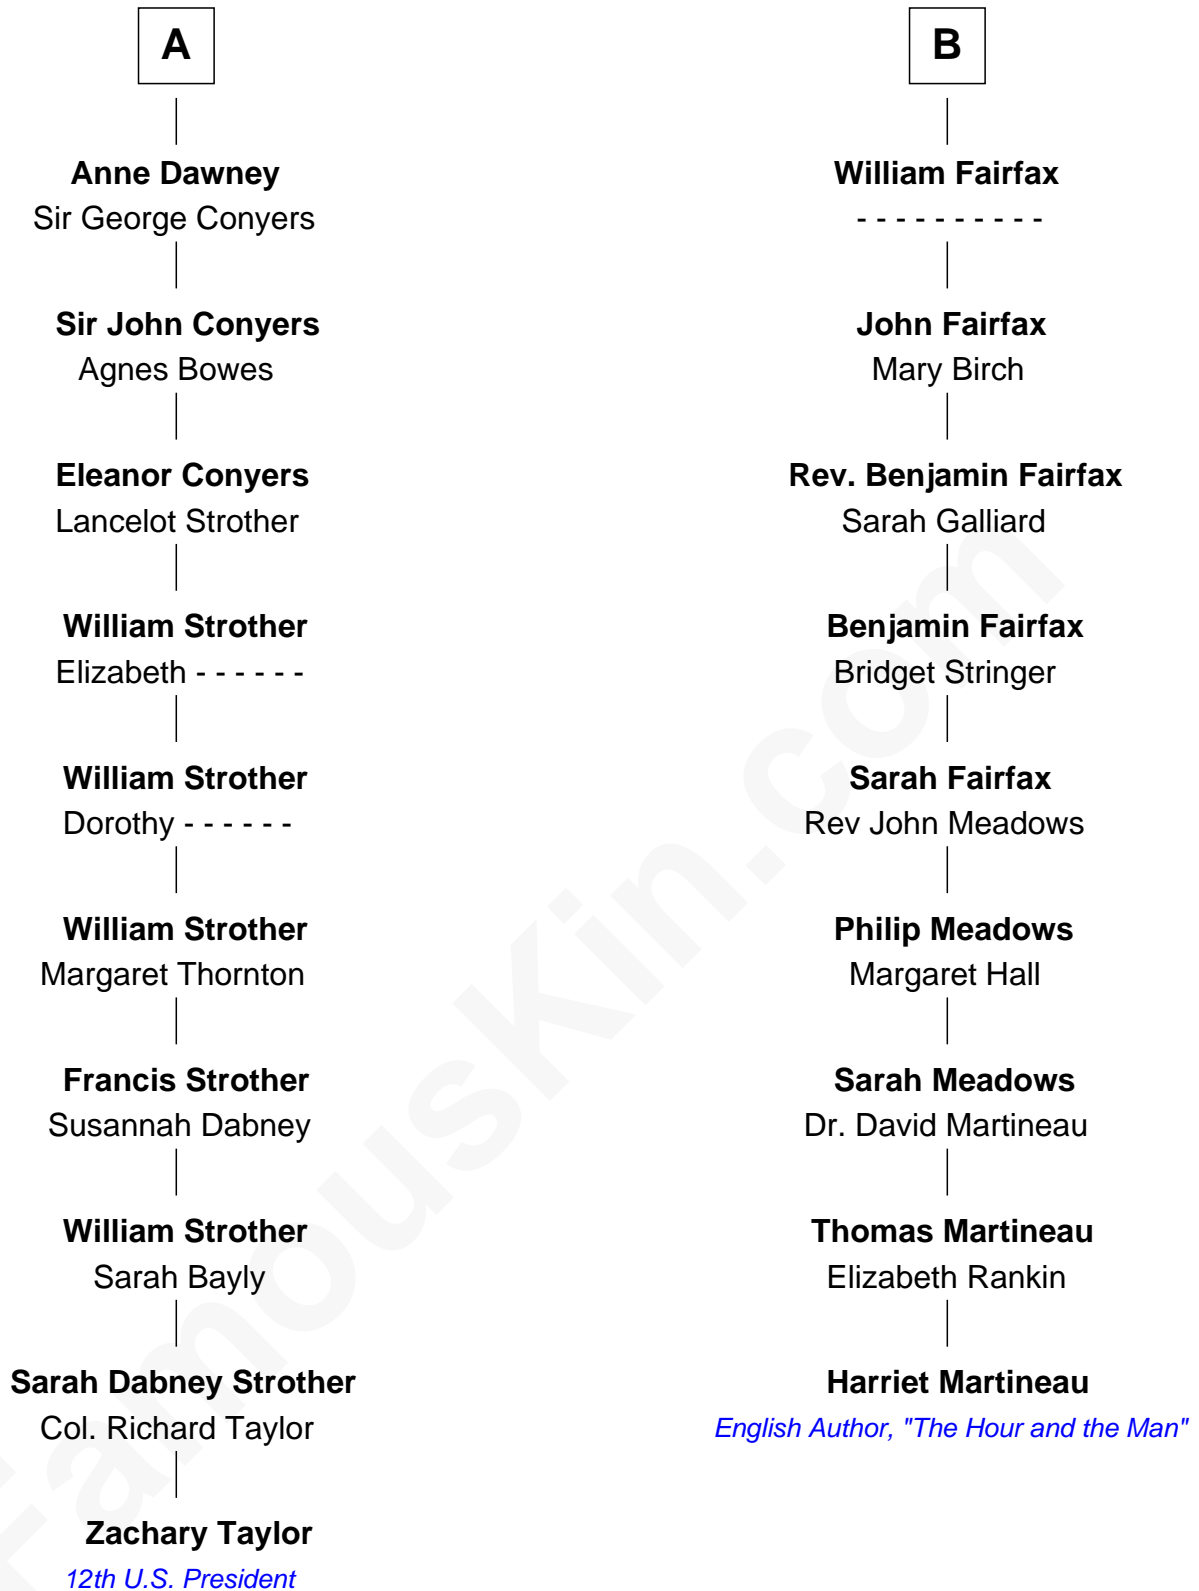 A
Anne Dawney
Sir George Conyers
Sir John Conyers
Agnes Bowes
Eleanor Conyers
Lancelot Strother
William Strother
Elizabeth - - - - - -
William Strother
Dorothy - - - - - -
William Strother
Margaret Thornton
Francis Strother
Susannah Dabney
William Strother
Sarah Bayly
Sarah Dabney Strother
Col. Richard Taylor
Zachary Taylor
12th U.S. President
B
William Fairfax
- - - - - - - - - -
John Fairfax
Mary Birch
Rev. Benjamin Fairfax
Sarah Galliard
Benjamin Fairfax
Bridget Stringer
Sarah Fairfax
Rev John Meadows
Philip Meadows
Margaret Hall
Sarah Meadows
Dr. David Martineau
Thomas Martineau
Elizabeth Rankin
Harriet Martineau
English Author, "The Hour and the Man"
FamousKin.com